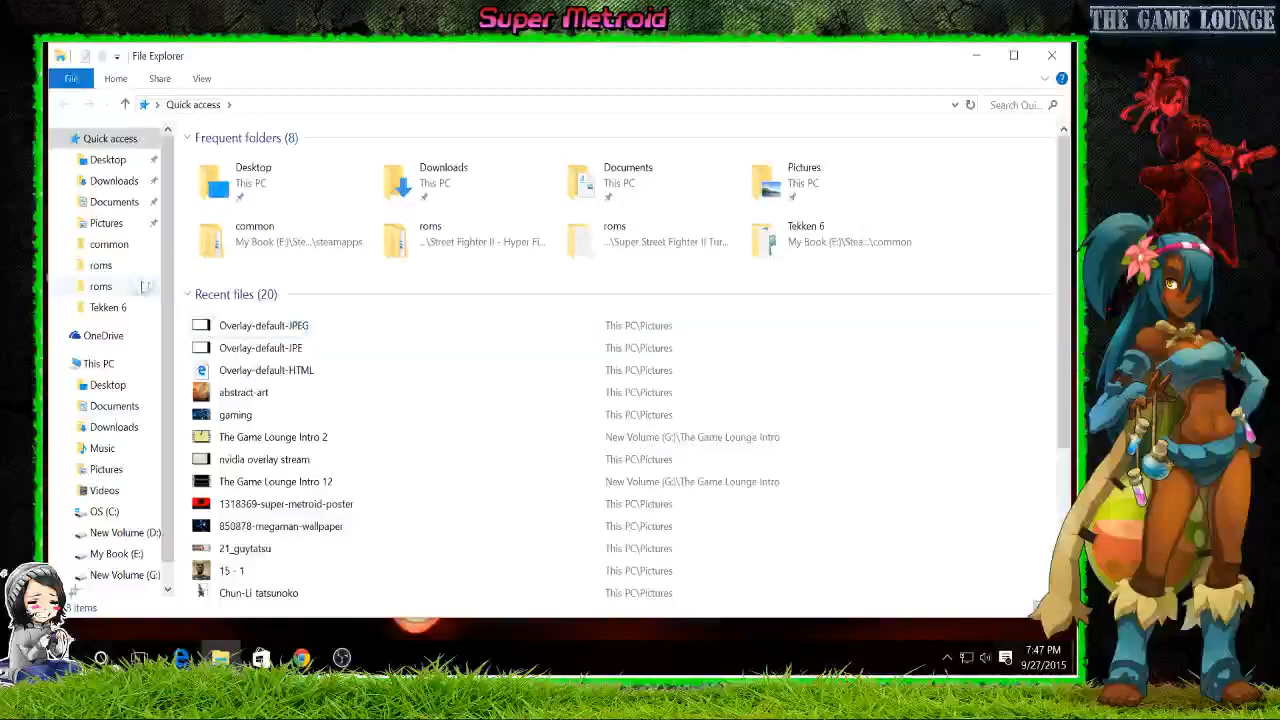 Super Metroid
THE GAME LOUNGE
File Explorer
File Home Share View
Quick access
Search Qui...
Quick access
Desktop
Downloads
Documents
Pictures
common
roms
roms
Tekken 6
OneDrive
This PC
Desktop
Documents
Downloads
Music
Pictures
Videos
OS (C:)
New Volume (D:)
My Book (E:)
New Volume (G:)
8 items
Frequent folders (8)
Desktop
This PC
Downloads
This PC
Documents
This PC
Pictures
This PC
common
My Book (E:)\Ste...\steamapps
roms
...\Street Fighter II - Hyper Fi...
roms
...\Super Street Fighter II Tur...
Tekken 6
My Book (E:)\Stea...\common
Recent files (20)
Overlay-default-JPEG This PC\Pictures
Overlay-default-JPE This PC\Pictures
Overlay-default-HTML This PC\Pictures
abstract-art This PC\Pictures
gaming This PC\Pictures
The Game Lounge Intro 2 New Volume (G:)\The Game Lounge Intro
nvidia overlay stream This PC\Pictures
The Game Lounge Intro 12 New Volume (G:)\The Game Lounge Intro
1318369-super-metroid-poster This PC\Pictures
850878-megaman-wallpaper This PC\Pictures
21_guytatsu This PC\Pictures
15 - 1 This PC\Pictures
Chun-Li tatsunoko This PC\Pictures
7:47 PM
9/27/2015